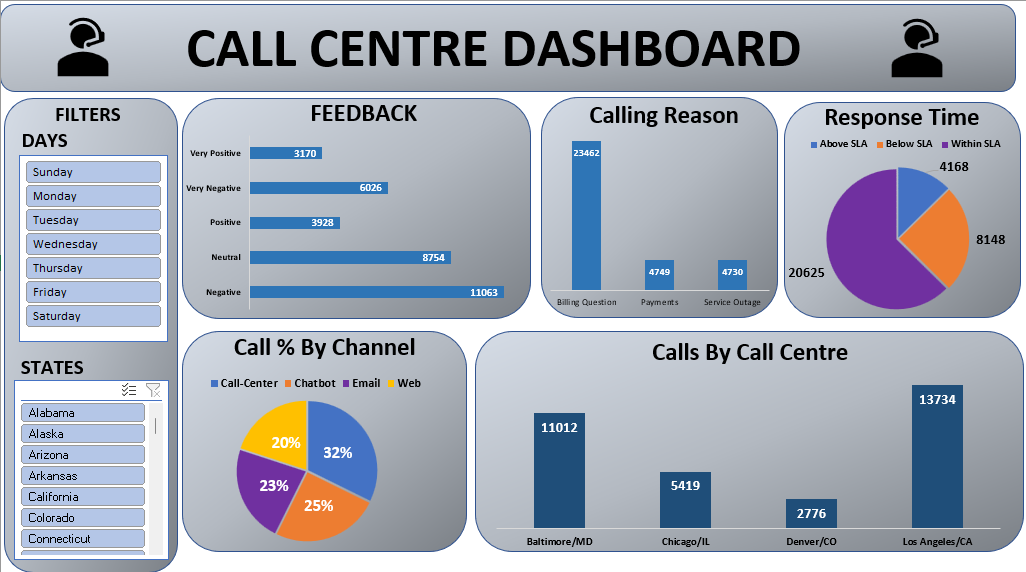 CALL CENTRE DASHBOARD
FILTERS
DAYS
Sunday
Monday
Tuesday
Wednesday
Thursday
Friday
Saturday
STATES
Alabama
Alaska
Arizona
Arkansas
California
Colorado
Connecticut
FEEDBACK
Very Positive 3170
Very Negative 6026
Positive 3928
Neutral 8754
Negative 11063
Calling Reason
23462 4749 4730
Billing Question Payments Service Outage
Response Time
Above SLA Below SLA Within SLA
4168
8148
20625
Call % By Channel
Call-Center Chatbot Email Web
20% 32%
23% 25%
Calls By Call Centre
11012 5419 2776 13734
Baltimore/MD Chicago/IL Denver/CO Los Angeles/CA